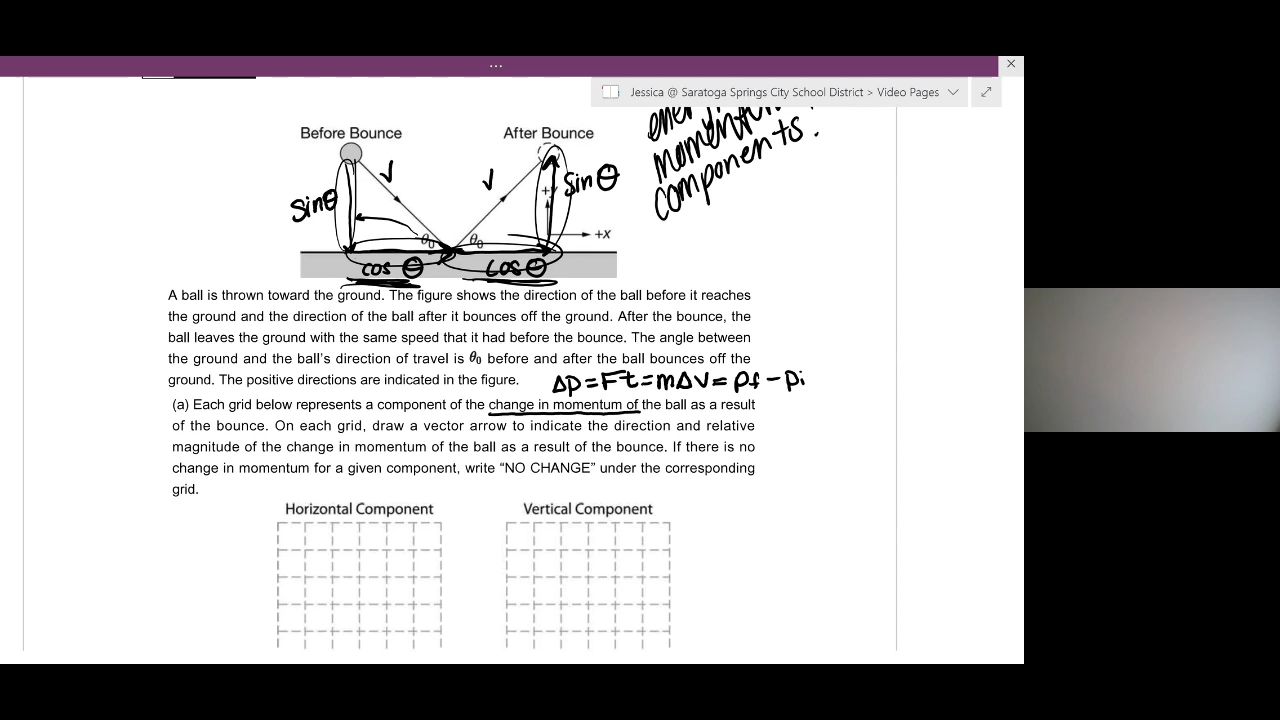 Jessica @ Saratoga Springs City School District > Video Pages
momentum
components.
Before Bounce
After Bounce
v
v
sinθ
sinθ
+y
θ₀
θ₀
+x
cos θ
cosθ
A ball is thrown toward the ground. The figure shows the direction of the ball before it reaches
the ground and the direction of the ball after it bounces off the ground. After the bounce, the
ball leaves the ground with the same speed that it had before the bounce. The angle between
the ground and the ball's direction of travel is θ₀ before and after the ball bounces off the
ground. The positive directions are indicated in the figure.
Δp = Ft = mΔv = pf - pi
(a) Each grid below represents a component of the change in momentum of the ball as a result
of the bounce. On each grid, draw a vector arrow to indicate the direction and relative
magnitude of the change in momentum of the ball as a result of the bounce. If there is no
change in momentum for a given component, write “NO CHANGE” under the corresponding
grid.
Horizontal Component
Vertical Component